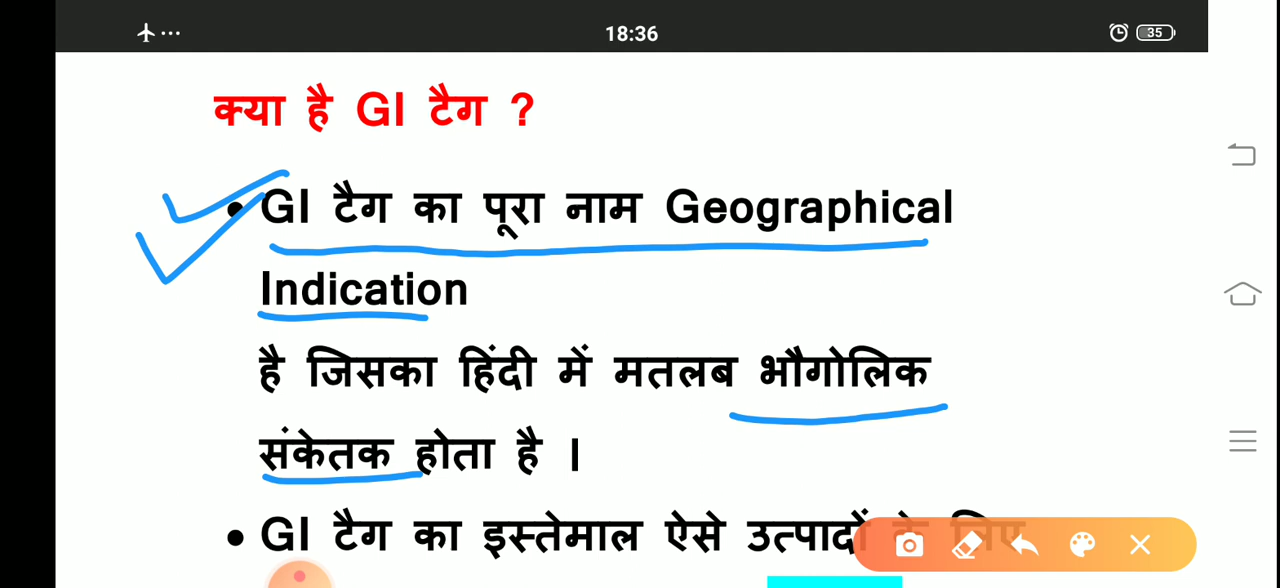 18:36
35
क्या है GI टैग ?
• GI टैग का पूरा नाम Geographical
Indication
है जिसका हिंदी में मतलब भौगोलिक
संकेतक होता है ।
• GI टैग का इस्तेमाल ऐसे उत्पादों के लिए